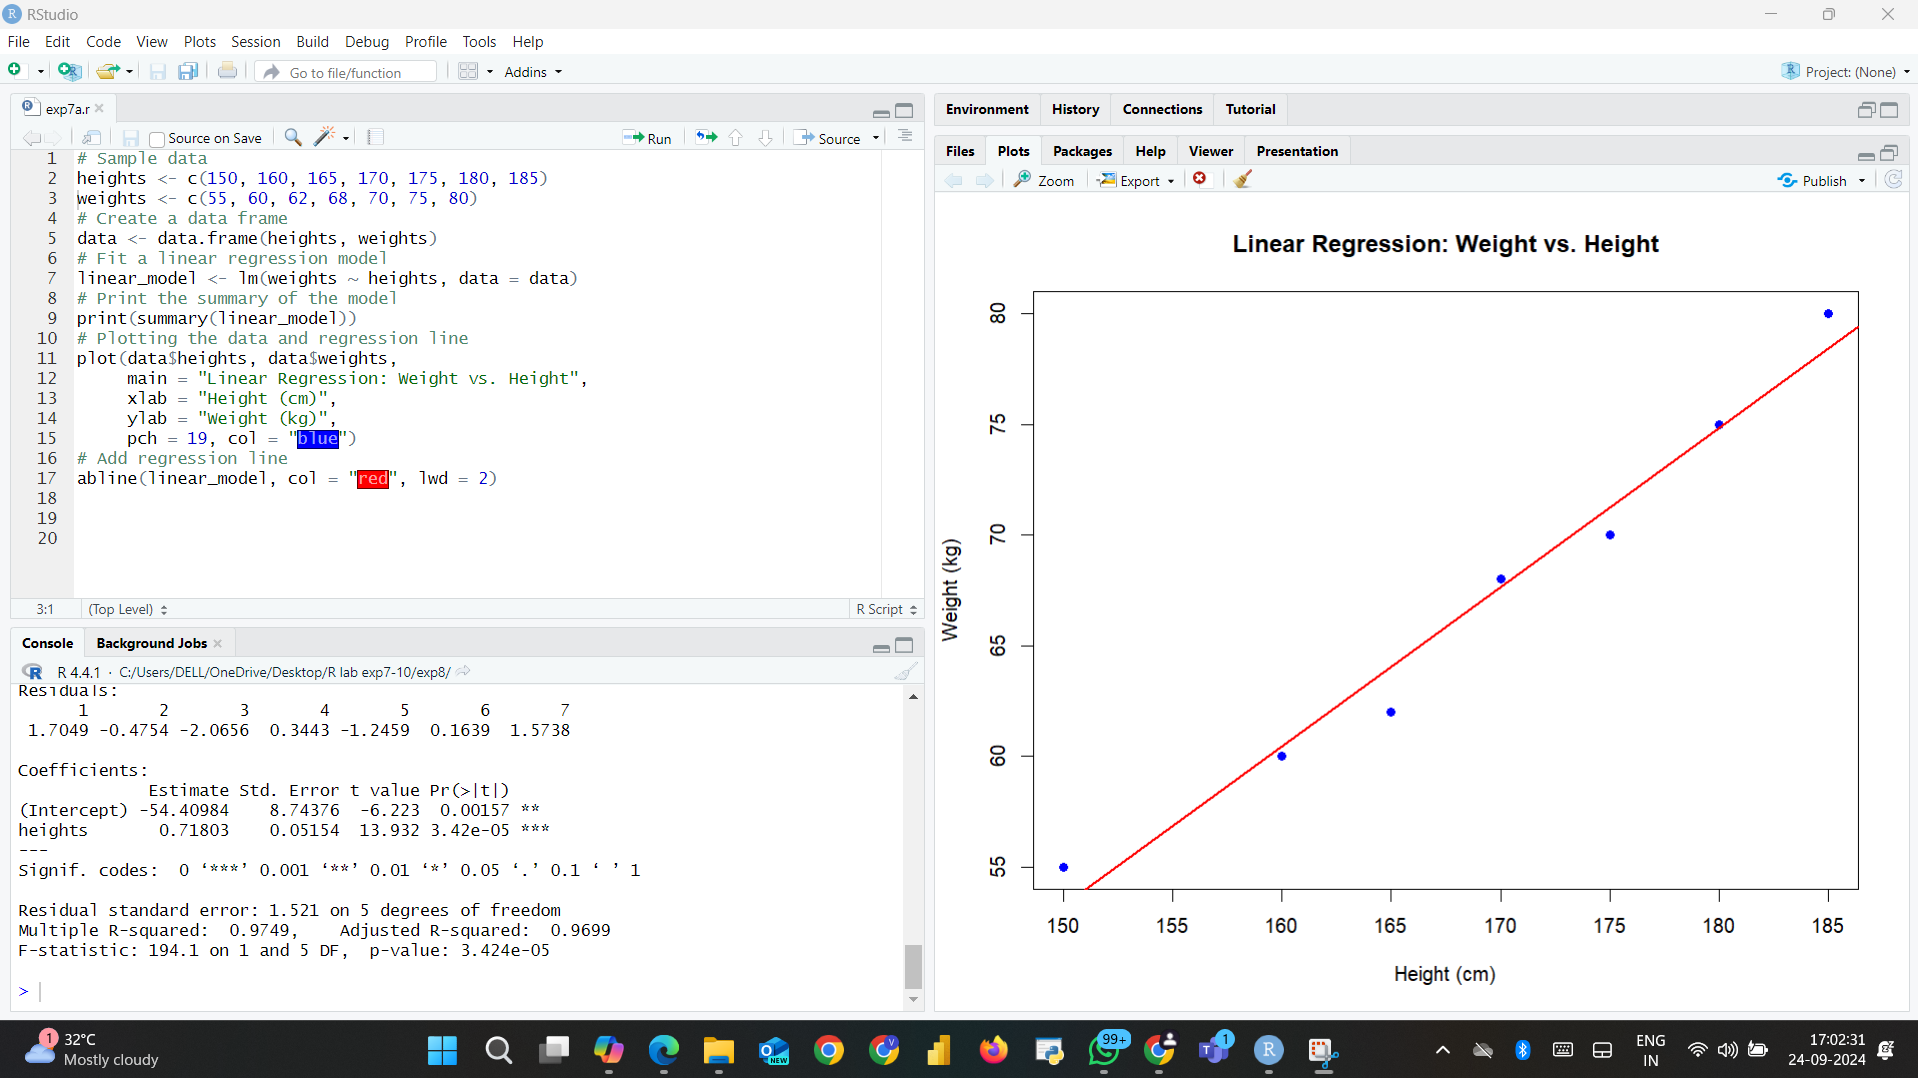 RStudio
File Edit Code View Plots Session Build Debug Profile Tools Help
Go to file/function Addins Project: (None)
exp7a.r
Source on Save Run Source
1 # Sample data
2 heights <- c(150, 160, 165, 170, 175, 180, 185)
3 weights <- c(55, 60, 62, 68, 70, 75, 80)
4 # Create a data frame
5 data <- data.frame(heights, weights)
6 # Fit a linear regression model
7 linear_model <- lm(weights ~ heights, data = data)
8 # Print the summary of the model
9 print(summary(linear_model))
10 # Plotting the data and regression line
11 plot(data$heights, data$weights,
12 main = "Linear Regression: Weight vs. Height",
13 xlab = "Height (cm)",
14 ylab = "Weight (kg)",
15 pch = 19, col = "blue")
16 # Add regression line
17 abline(linear_model, col = "red", lwd = 2)
18
19
20
3:1 (Top Level) R Script
Console Background Jobs
R 4.4.1 · C:/Users/DELL/OneDrive/Desktop/R lab exp7-10/exp8/
Residuals:
1 2 3 4 5 6 7
1.7049 -0.4754 -2.0656 0.3443 -1.2459 0.1639 1.5738
Coefficients:
Estimate Std. Error t value Pr(>|t|)
(Intercept) -54.40984 8.74376 -6.223 0.00157 **
heights 0.71803 0.05154 13.932 3.42e-05 ***
---
Signif. codes: 0 ‘***’ 0.001 ‘**’ 0.01 ‘*’ 0.05 ‘.’ 0.1 ‘ ’ 1
Residual standard error: 1.521 on 5 degrees of freedom
Multiple R-squared: 0.9749, Adjusted R-squared: 0.9699
F-statistic: 194.1 on 1 and 5 DF, p-value: 3.424e-05
>
Environment History Connections Tutorial
Files Plots Packages Help Viewer Presentation
Zoom Export Publish
Linear Regression: Weight vs. Height
80
75
70
65
60
55
Weight (kg)
150 155 160 165 170 175 180 185
Height (cm)
1 32°C
Mostly cloudy
NEW
99+
1
ENG
IN
17:02:31
24-09-2024